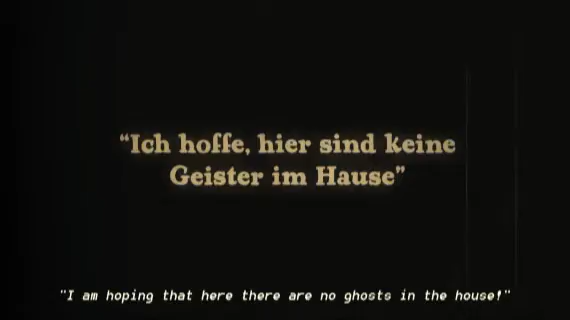 “Ich hoffe, hier sind keine
Geister im Hause”
"I am hoping that here there are no ghosts in the house!"